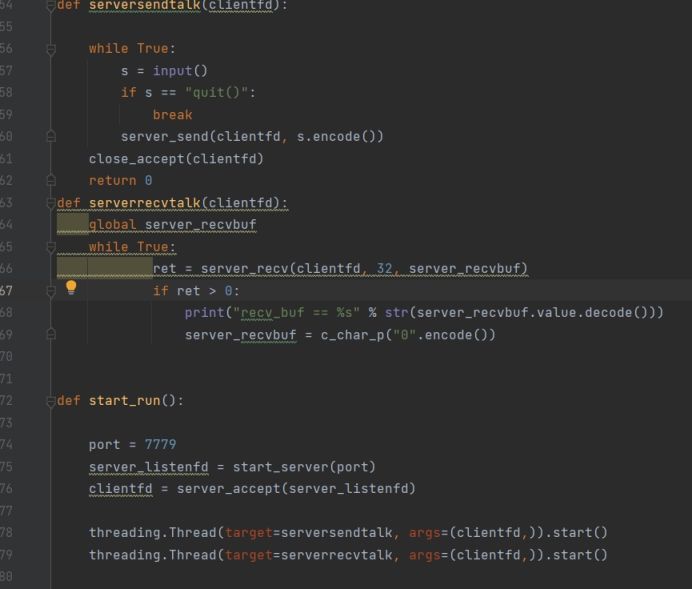 54 def serversendtalk(clientfd):
55
56 while True:
57 s = input()
58 if s == "quit()":
59 break
60 server_send(clientfd, s.encode())
61 close_accept(clientfd)
62 return 0
63 def serverrecvtalk(clientfd):
64 global server_recvbuf
65 while True:
66 ret = server_recv(clientfd, 32, server_recvbuf)
67 if ret > 0:
68 print("recv_buf == %s" % str(server_recvbuf.value.decode()))
69 server_recvbuf = c_char_p("0".encode())
70
71
72 def start_run():
73
74 port = 7779
75 server_listenfd = start_server(port)
76 clientfd = server_accept(server_listenfd)
77
78 threading.Thread(target=serversendtalk, args=(clientfd,)).start()
79 threading.Thread(target=serverrecvtalk, args=(clientfd,)).start()
80